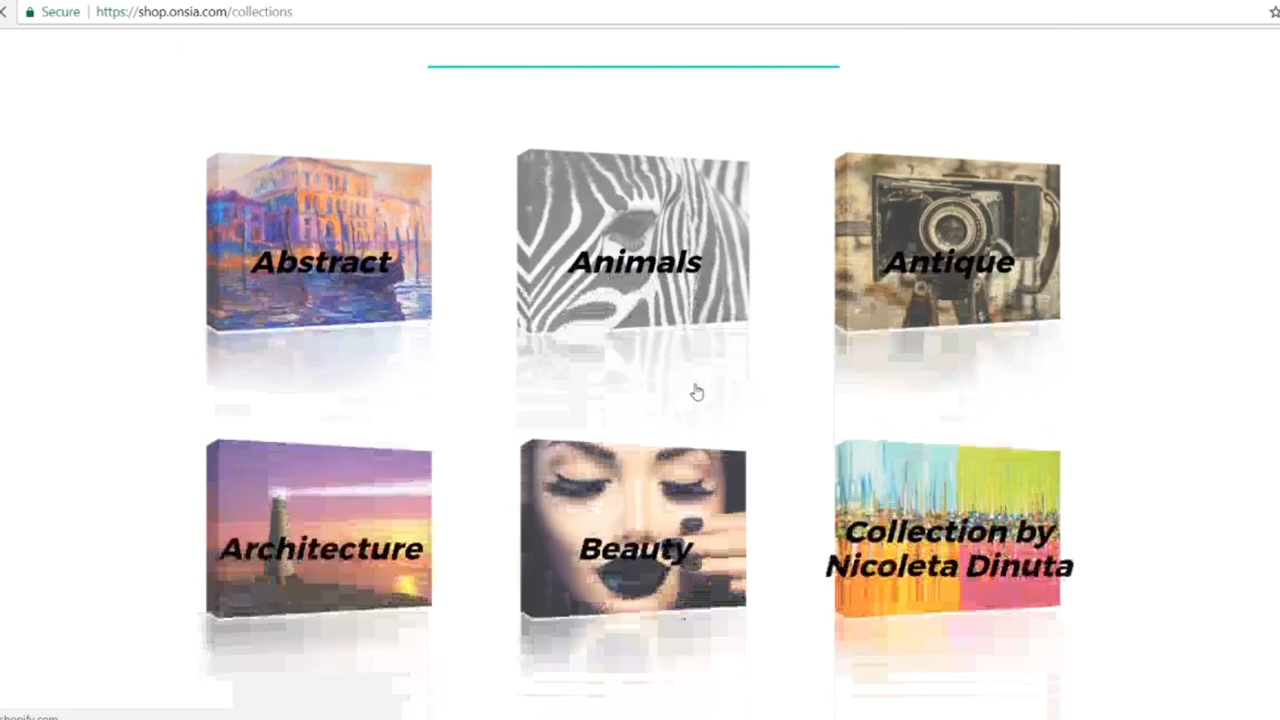 Secure https://shop.onsia.com/collections
Abstract
Animals
Antique
Architecture
Beauty
Collection by
Nicoleta Dinuta